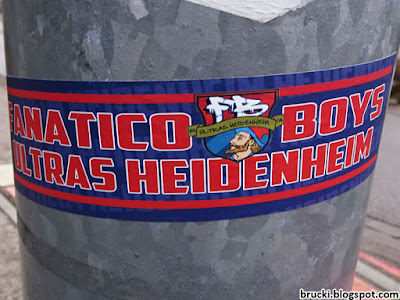 FANATICO BOYS
FB
ULTRAS HEIDENHEIM
ULTRAS HEIDENHEIM
brucki.blogspot.com